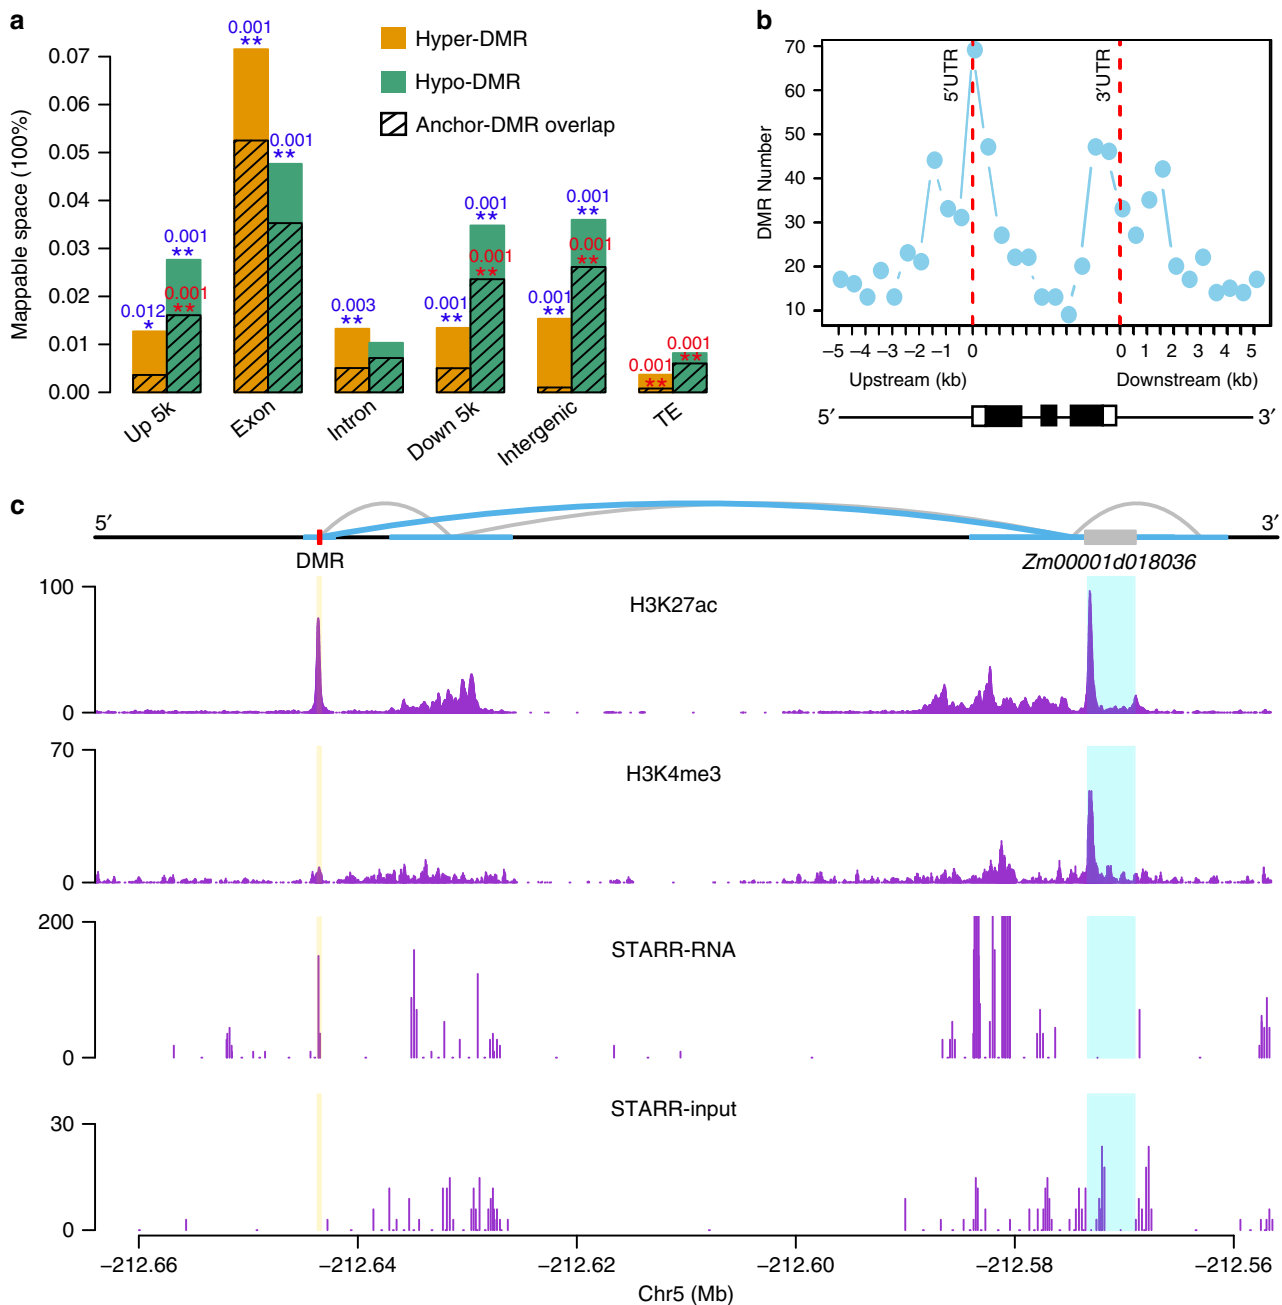 a
Hyper-DMR
Hypo-DMR
Anchor-DMR overlap
Mappable space (100%)
0.07
0.06
0.05
0.04
0.03
0.02
0.01
0.00
0.012
*
0.001
**
0.001
**
0.001
**
0.001
**
0.003
**
0.001
**
0.001
**
0.001
**
0.001
**
0.001
**
0.001
**
0.001
**
0.001
**
Up 5k
Exon
Intron
Down 5k
Intergenic
TE
b
DMR Number
70
60
50
40
30
20
10
5′UTR
3′UTR
−5 −4 −3 −2 −1 0 0 1 2 3 4 5
Upstream (kb) Downstream (kb)
5′ 3′
c
5′ 3′
DMR
Zm00001d018036
H3K27ac
100
0
H3K4me3
70
0
STARR-RNA
200
0
STARR-input
30
0
−212.66 −212.64 −212.62 −212.60 −212.58 −212.56
Chr5 (Mb)